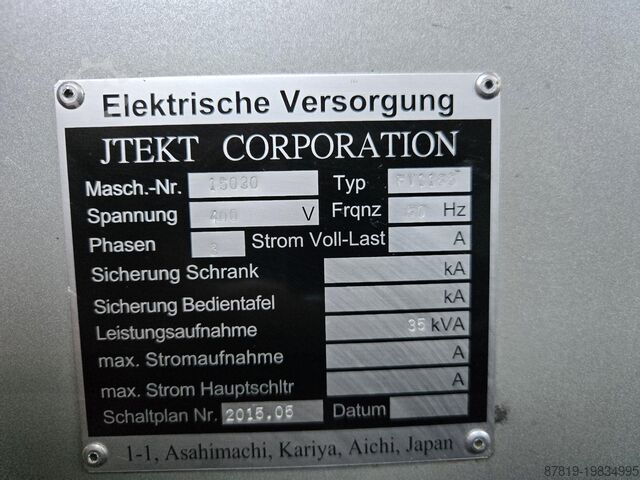 Elektrische Versorgung
JTEKT CORPORATION
Masch.-Nr. 15030 Typ FV1165
Spannung 400 V Frqnz 50 Hz
Phasen 3 Strom Voll-Last A
Sicherung Schrank kA
Sicherung Bedientafel kA
Leistungsaufnahme 35 kVA
max. Stromaufnahme A
max. Strom Hauptschltr A
Schaltplan Nr. 2015.05 Datum
1-1, Asahimachi, Kariya, Aichi, Japan
87819-19834995